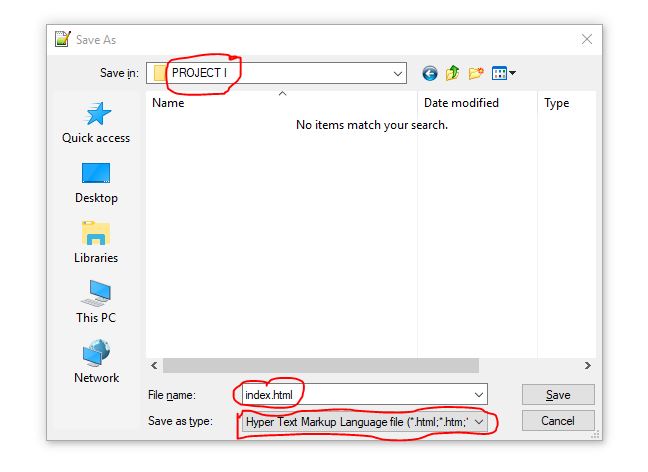 Save As
Save in: PROJECT I
Name Date modified Type
No items match your search.
Quick access
Desktop
Libraries
This PC
Network
File name: index.html Save
Save as type: Hyper Text Markup Language file (*.html;*.htm;* Cancel